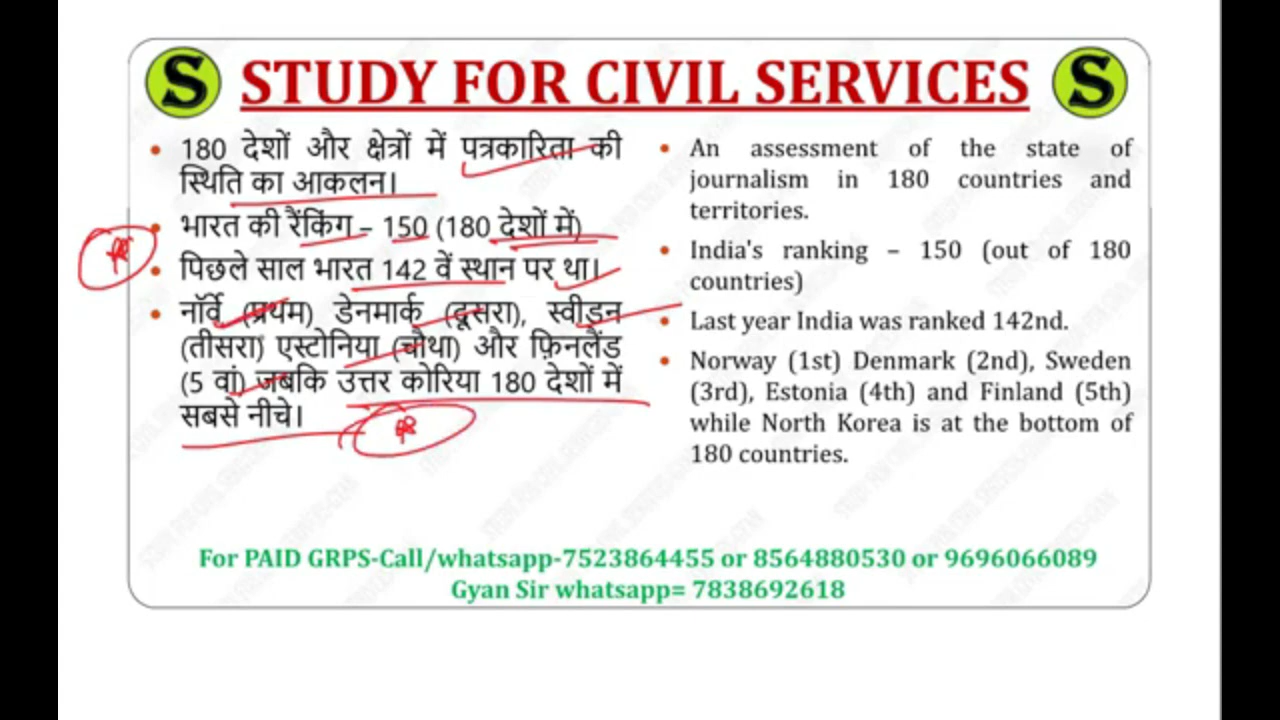 S STUDY FOR CIVIL SERVICES S
• 180 देशों और क्षेत्रों में पत्रकारिता की
स्थिति का आकलन।
• भारत की रैंकिंग – 150 (180 देशों में)
• पिछले साल भारत 142 वें स्थान पर था।
• नॉर्वे (प्रथम) डेनमार्क (दूसरा), स्वीडन
(तीसरा) एस्टोनिया (चौथा) और फ़िनलैंड
(5 वां) जबकि उत्तर कोरिया 180 देशों में
सबसे नीचे।
• An assessment of the state of
journalism in 180 countries and
territories.
• India's ranking – 150 (out of 180
countries)
• Last year India was ranked 142nd.
• Norway (1st) Denmark (2nd), Sweden
(3rd), Estonia (4th) and Finland (5th)
while North Korea is at the bottom of
180 countries.
For PAID GRPS-Call/whatsapp-7523864455 or 8564880530 or 9696066089
Gyan Sir whatsapp= 7838692618